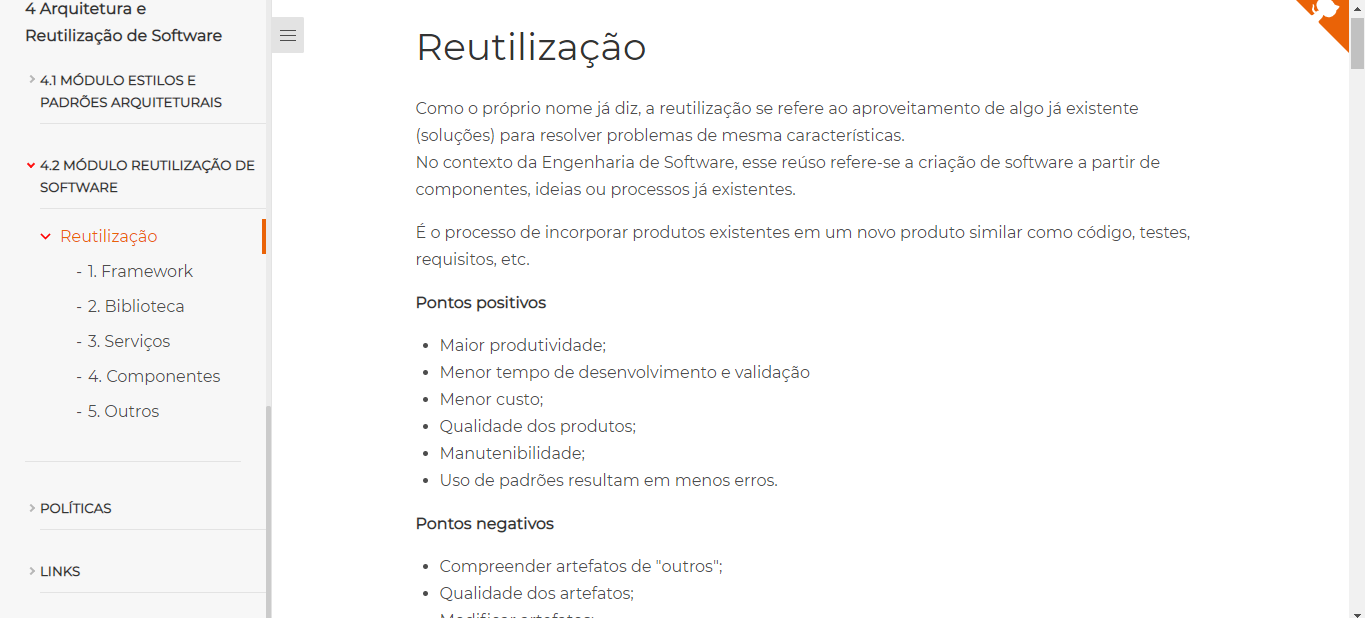 4 Arquitetura e
Reutilização de Software
4.1 MÓDULO ESTILOS E
PADRÕES ARQUITETURAIS
4.2 MÓDULO REUTILIZAÇÃO DE
SOFTWARE
Reutilização
- 1. Framework
- 2. Biblioteca
- 3. Serviços
- 4. Componentes
- 5. Outros
POLÍTICAS
LINKS
Reutilização
Como o próprio nome já diz, a reutilização se refere ao aproveitamento de algo já existente
(soluções) para resolver problemas de mesma características.
No contexto da Engenharia de Software, esse reúso refere-se a criação de software a partir de
componentes, ideias ou processos já existentes.
É o processo de incorporar produtos existentes em um novo produto similar como código, testes,
requisitos, etc.
Pontos positivos
• Maior produtividade;
• Menor tempo de desenvolvimento e validação
• Menor custo;
• Qualidade dos produtos;
• Manutenibilidade;
• Uso de padrões resultam em menos erros.
Pontos negativos
• Compreender artefatos de "outros";
• Qualidade dos artefatos;
• Modificar artefatos;